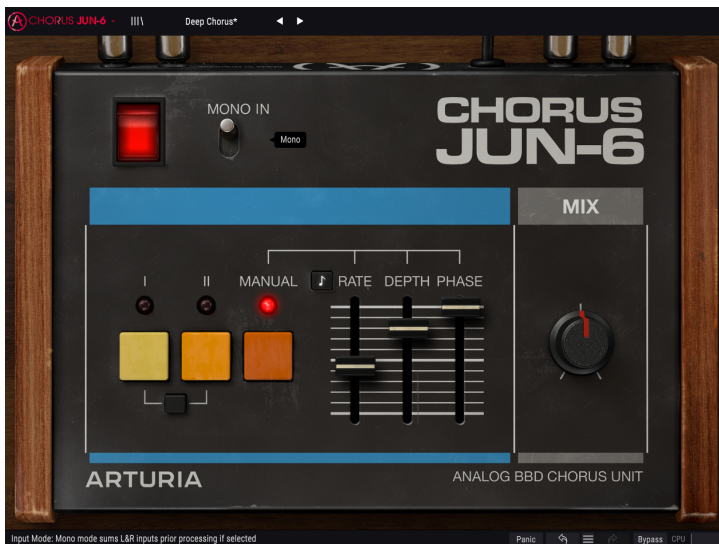 CHORUS JUN-6
Deep Chorus*
MONO IN
Mono
CHORUS
JUN-6
MIX
I
II
MANUAL
RATE
DEPTH
PHASE
ARTURIA
ANALOG BBD CHORUS UNIT
Input Mode: Mono mode sums L&R inputs prior processing if selected
Panic
Bypass
CPU